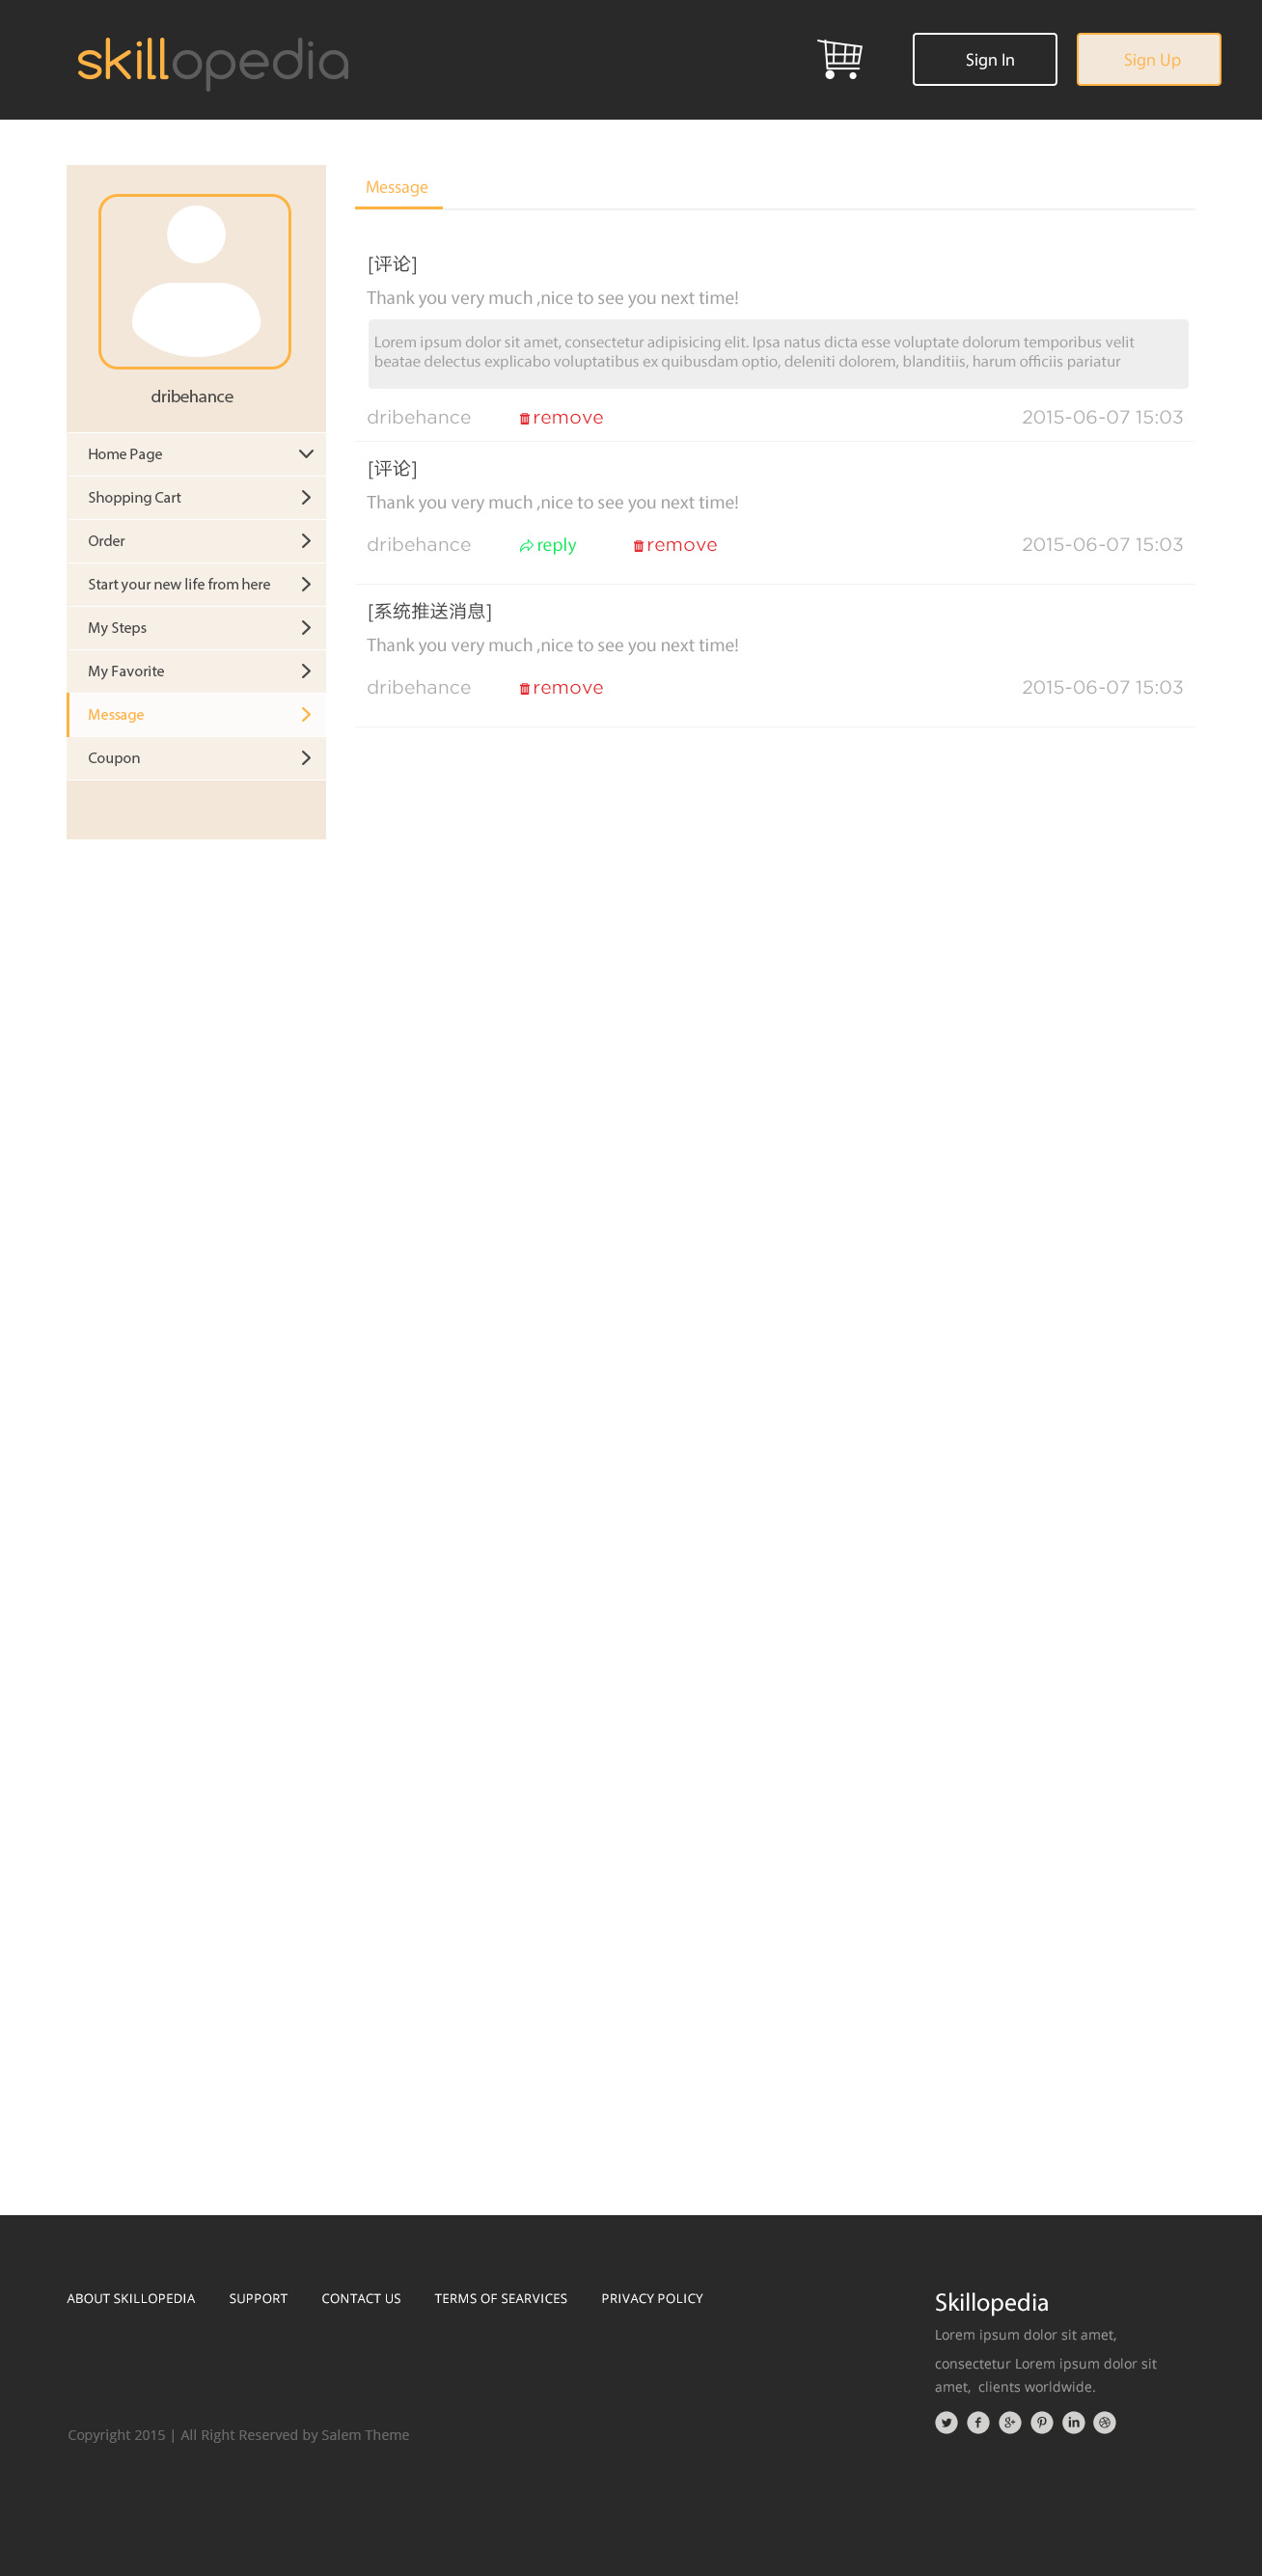 skillopedia
Sign In
Sign Up
dribehance
Home Page
Shopping Cart
Order
Start your new life from here
My Steps
My Favorite
Message
Coupon
Message
[评论]
Thank you very much ,nice to see you next time!
Lorem ipsum dolor sit amet, consectetur adipisicing elit. Ipsa natus dicta esse voluptate dolorum temporibus velit
beatae delectus explicabo voluptatibus ex quibusdam optio, deleniti dolorem, blanditiis, harum officiis pariatur
dribehance remove 2015-06-07 15:03
[评论]
Thank you very much ,nice to see you next time!
dribehance reply remove 2015-06-07 15:03
[系统推送消息]
Thank you very much ,nice to see you next time!
dribehance remove 2015-06-07 15:03
ABOUT SKILLOPEDIA SUPPORT CONTACT US TERMS OF SEARVICES PRIVACY POLICY
Copyright 2015 | All Right Reserved by Salem Theme
Skillopedia
Lorem ipsum dolor sit amet,
consectetur Lorem ipsum dolor sit
amet, clients worldwide.